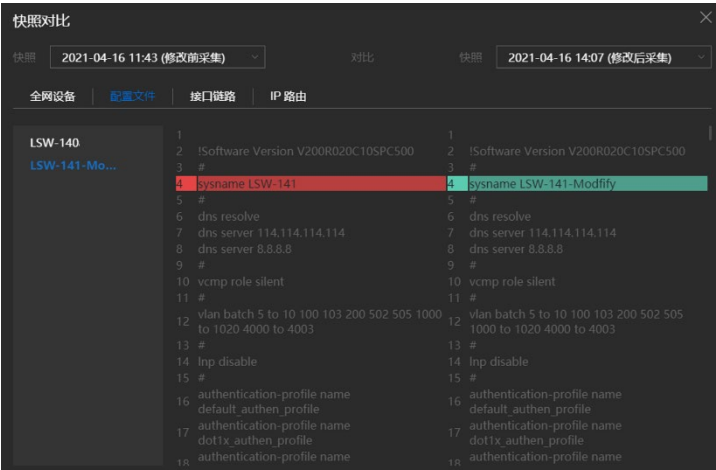 快照对比
快照 2021-04-16 11:43 (修改前采集) 对比 快照 2021-04-16 14:07 (修改后采集)
全网设备 配置文件 接口链路 IP 路由
LSW-140
LSW-141-Mo...
1
2 !Software Version V200R020C10SPC500
3 #
4 sysname LSW-141
5 #
6 dns resolve
7 dns server 114.114.114.114
8 dns server 8.8.8.8
9 #
10 vcmp role silent
11 #
12 vlan batch 5 to 10 100 103 200 502 505 1000
to 1020 4000 to 4003
13 #
14 lnp disable
15 #
16 authentication-profile name
default_authen_profile
17 authentication-profile name
dot1x_authen_profile
18 authentication-profile name
1
2 !Software Version V200R020C10SPC500
3 #
4 sysname LSW-141-Modfify
5 #
6 dns resolve
7 dns server 114.114.114.114
8 dns server 8.8.8.8
9 #
10 vcmp role silent
11 #
12 vlan batch 5 to 10 100 103 200 502 505
1000 to 1020 4000 to 4003
13 #
14 lnp disable
15 #
16 authentication-profile name
default_authen_profile
17 authentication-profile name
dot1x_authen_profile
18 authentication-profile name